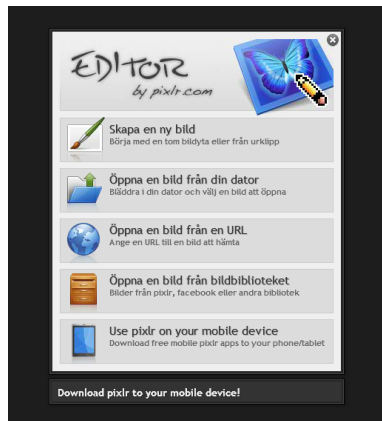 EDITOR
by pixlr.com
Skapa en ny bild
Börja med en tom bildyta eller från urklipp
Öppna en bild från din dator
Bläddra i din dator och välj en bild att öppna
Öppna en bild från en URL
Ange en URL till en bild att hämta
Öppna en bild från bildbiblioteket
Bilder från pixlr, facebook eller andra bibliotek
Use pixlr on your mobile device
Download free mobile pixlr apps to your phone/tablet
Download pixlr to your mobile device!